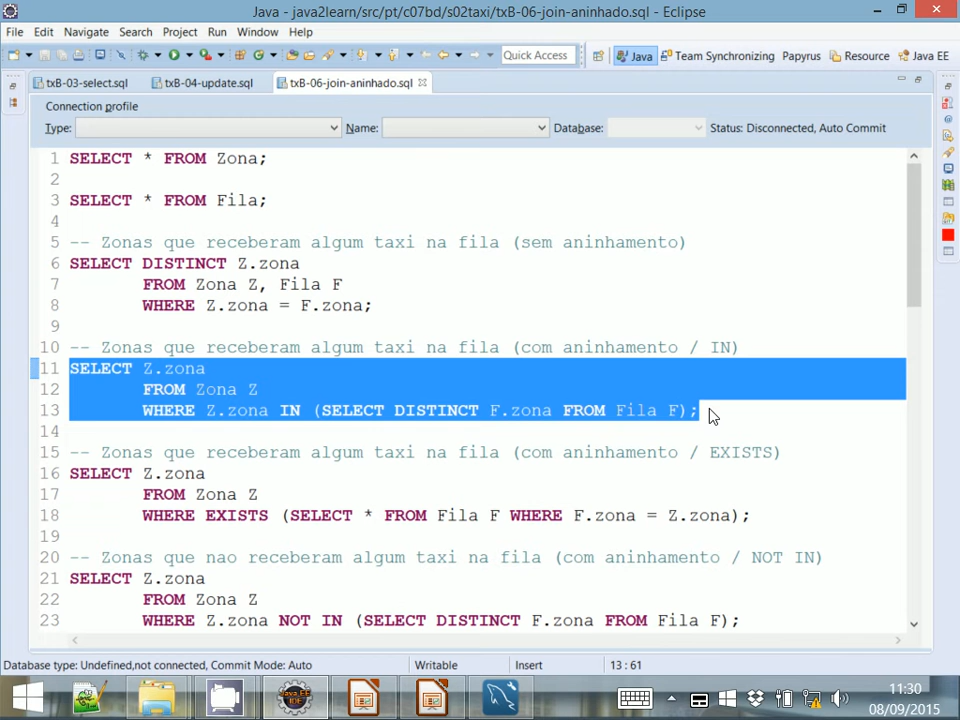 Java - java2learn/src/pt/c07bd/s02taxi/txB-06-join-aninhado.sql - Eclipse
File Edit Navigate Search Project Run Window Help
Quick Access Java Team Synchronizing Papyrus Resource Java EE
txB-03-select.sql txB-04-update.sql txB-06-join-aninhado.sql
Connection profile
Type: Name: Database: Status: Disconnected, Auto Commit
1 SELECT * FROM Zona;
2
3 SELECT * FROM Fila;
4
5 -- Zonas que receberam algum taxi na fila (sem aninhamento)
6 SELECT DISTINCT Z.zona
7 FROM Zona Z, Fila F
8 WHERE Z.zona = F.zona;
9
10 -- Zonas que receberam algum taxi na fila (com aninhamento / IN)
11 SELECT Z.zona
12 FROM Zona Z
13 WHERE Z.zona IN (SELECT DISTINCT F.zona FROM Fila F);
14
15 -- Zonas que receberam algum taxi na fila (com aninhamento / EXISTS)
16 SELECT Z.zona
17 FROM Zona Z
18 WHERE EXISTS (SELECT * FROM Fila F WHERE F.zona = Z.zona);
19
20 -- Zonas que nao receberam algum taxi na fila (com aninhamento / NOT IN)
21 SELECT Z.zona
22 FROM Zona Z
23 WHERE Z.zona NOT IN (SELECT DISTINCT F.zona FROM Fila F);
Database type: Undefined,not connected, Commit Mode: Auto Writable Insert 13 : 61
Java EE
IDE
11:30
08/09/2015